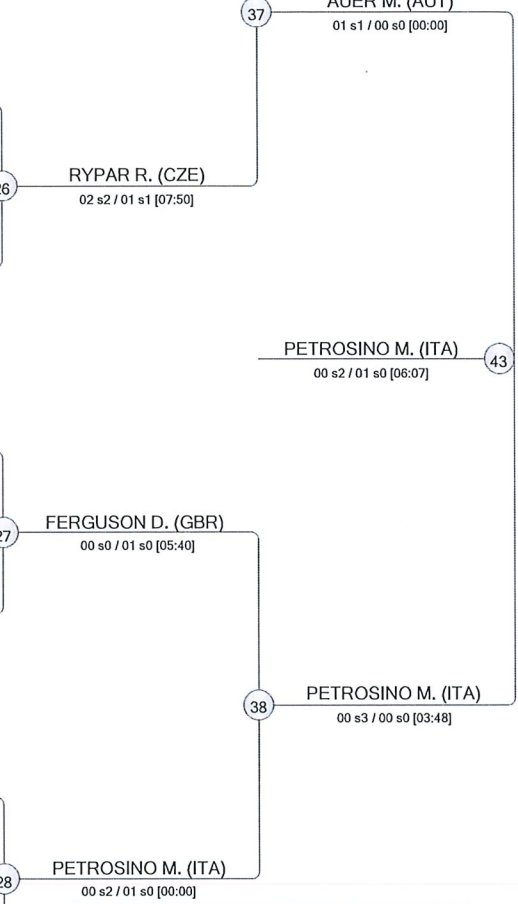 37
AUER M. (AUT)
01 s1 / 00 s0 [00:00]
26
RYPAR R. (CZE)
02 s2 / 01 s1 [07:50]
PETROSINO M. (ITA)
43
00 s2 / 01 s0 [06:07]
27
FERGUSON D. (GBR)
00 s0 / 01 s0 [05:40]
38
PETROSINO M. (ITA)
00 s3 / 00 s0 [03:48]
28
PETROSINO M. (ITA)
00 s2 / 01 s0 [00:00]